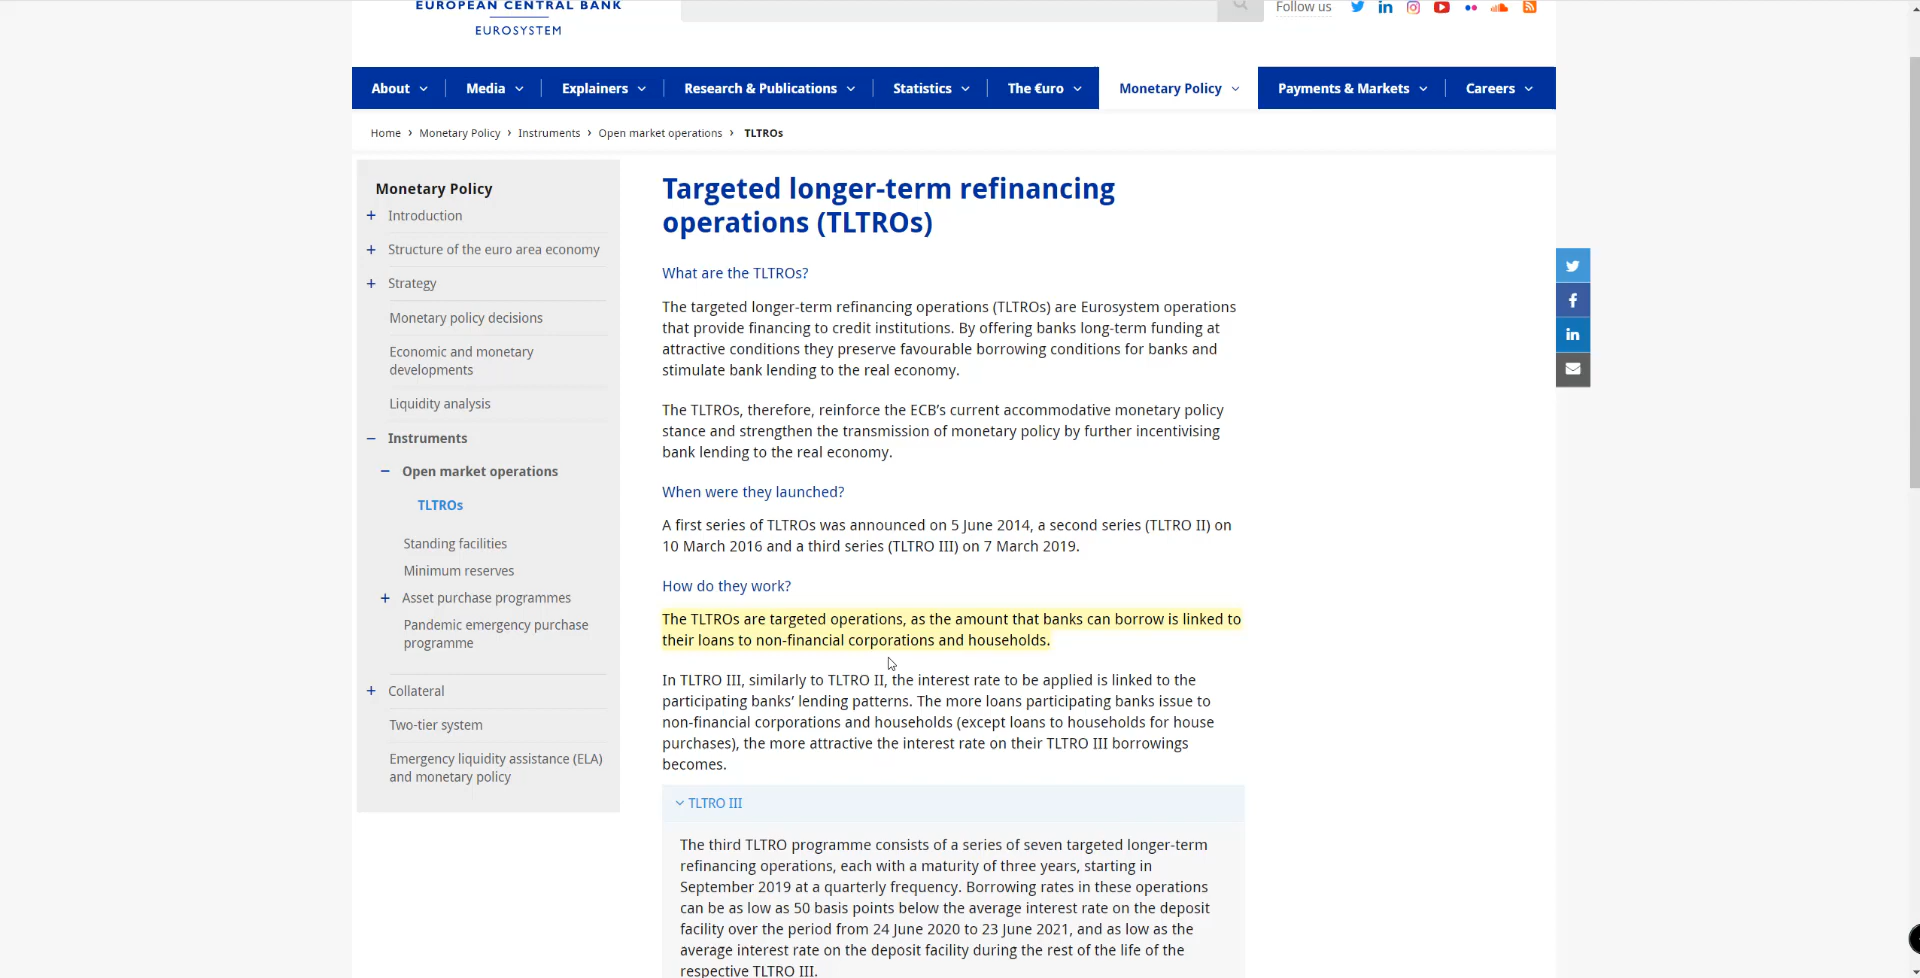 EUROPEAN CENTRAL BANK
EUROSYSTEM
Follow us
About
Media
Explainers
Research & Publications
Statistics
The €uro
Monetary Policy
Payments & Markets
Careers
Home › Monetary Policy › Instruments › Open market operations › TLTROs
Monetary Policy
+ Introduction
+ Structure of the euro area economy
+ Strategy
Monetary policy decisions
Economic and monetary
developments
Liquidity analysis
− Instruments
− Open market operations
TLTROs
Standing facilities
Minimum reserves
+ Asset purchase programmes
Pandemic emergency purchase
programme
+ Collateral
Two-tier system
Emergency liquidity assistance (ELA)
and monetary policy
Targeted longer-term refinancing
operations (TLTROs)
What are the TLTROs?
The targeted longer-term refinancing operations (TLTROs) are Eurosystem operations
that provide financing to credit institutions. By offering banks long-term funding at
attractive conditions they preserve favourable borrowing conditions for banks and
stimulate bank lending to the real economy.
The TLTROs, therefore, reinforce the ECB’s current accommodative monetary policy
stance and strengthen the transmission of monetary policy by further incentivising
bank lending to the real economy.
When were they launched?
A first series of TLTROs was announced on 5 June 2014, a second series (TLTRO II) on
10 March 2016 and a third series (TLTRO III) on 7 March 2019.
How do they work?
The TLTROs are targeted operations, as the amount that banks can borrow is linked to
their loans to non-financial corporations and households.
In TLTRO III, similarly to TLTRO II, the interest rate to be applied is linked to the
participating banks’ lending patterns. The more loans participating banks issue to
non-financial corporations and households (except loans to households for house
purchases), the more attractive the interest rate on their TLTRO III borrowings
becomes.
TLTRO III
The third TLTRO programme consists of a series of seven targeted longer-term
refinancing operations, each with a maturity of three years, starting in
September 2019 at a quarterly frequency. Borrowing rates in these operations
can be as low as 50 basis points below the average interest rate on the deposit
facility over the period from 24 June 2020 to 23 June 2021, and as low as the
average interest rate on the deposit facility during the rest of the life of the
respective TLTRO III.